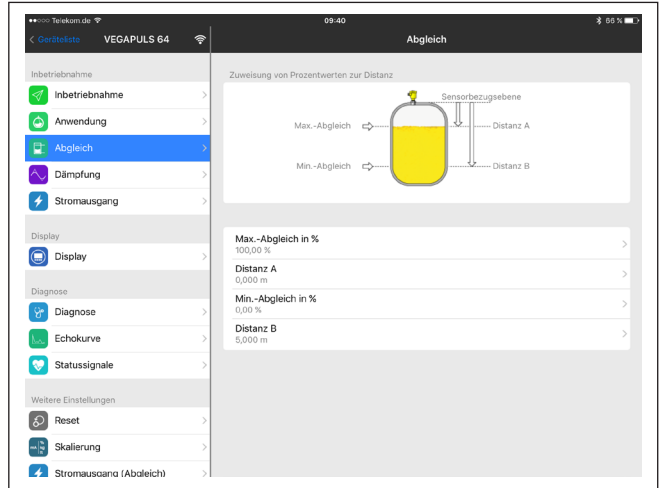 Telekom.de
09:40
66 %
< Geräteliste
VEGAPULS 64
Abgleich
Inbetriebnahme
Inbetriebnahme
Anwendung
Abgleich
Dämpfung
Stromausgang
Display
Display
Diagnose
Diagnose
Echokurve
Statussignale
Weitere Einstellungen
Reset
Skalierung
Stromausgang (Abgleich)
Zuweisung von Prozentwerten zur Distanz
Sensorbezugsebene
Max.-Abgleich
Distanz A
Min.-Abgleich
Distanz B
Max.-Abgleich in %
100,00 %
Distanz A
0,000 m
Min.-Abgleich in %
0,00 %
Distanz B
5,000 m